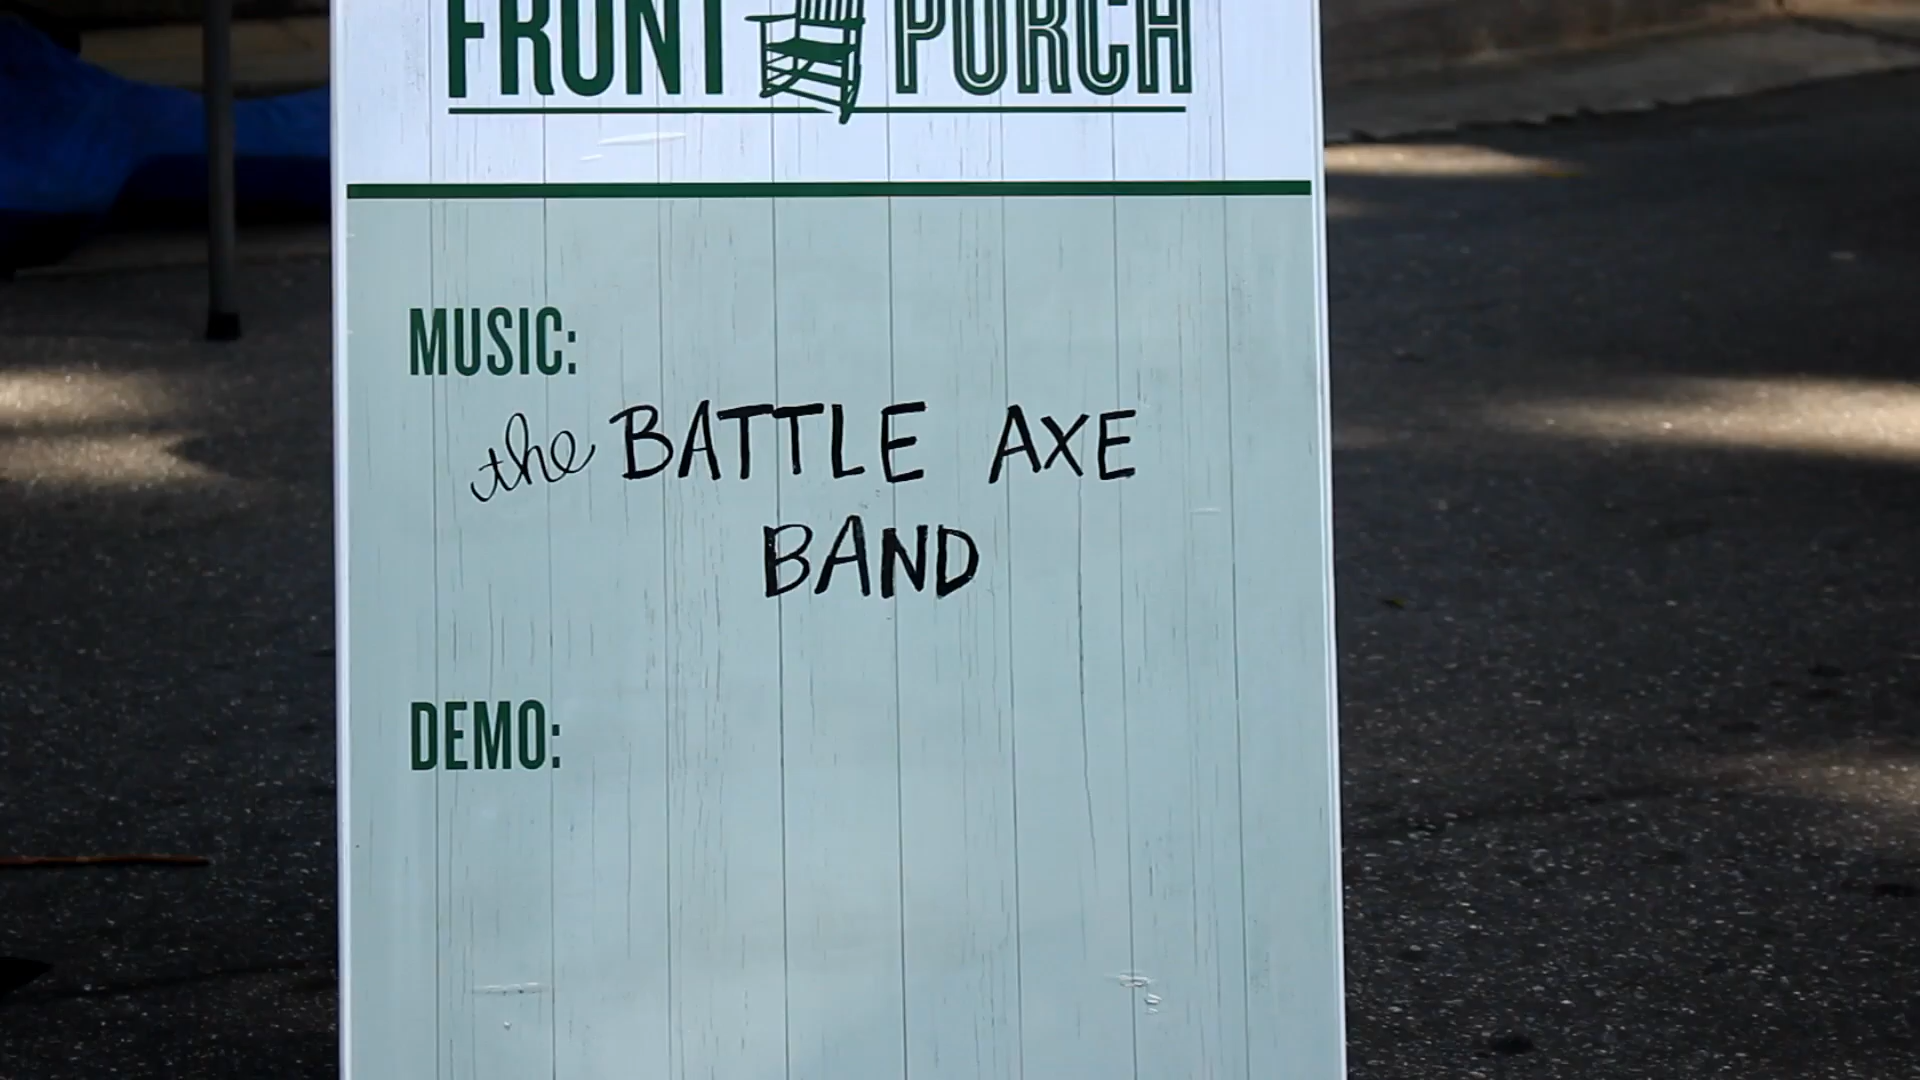 FRONT PORCH
MUSIC:
the BATTLE AXE
BAND
DEMO: